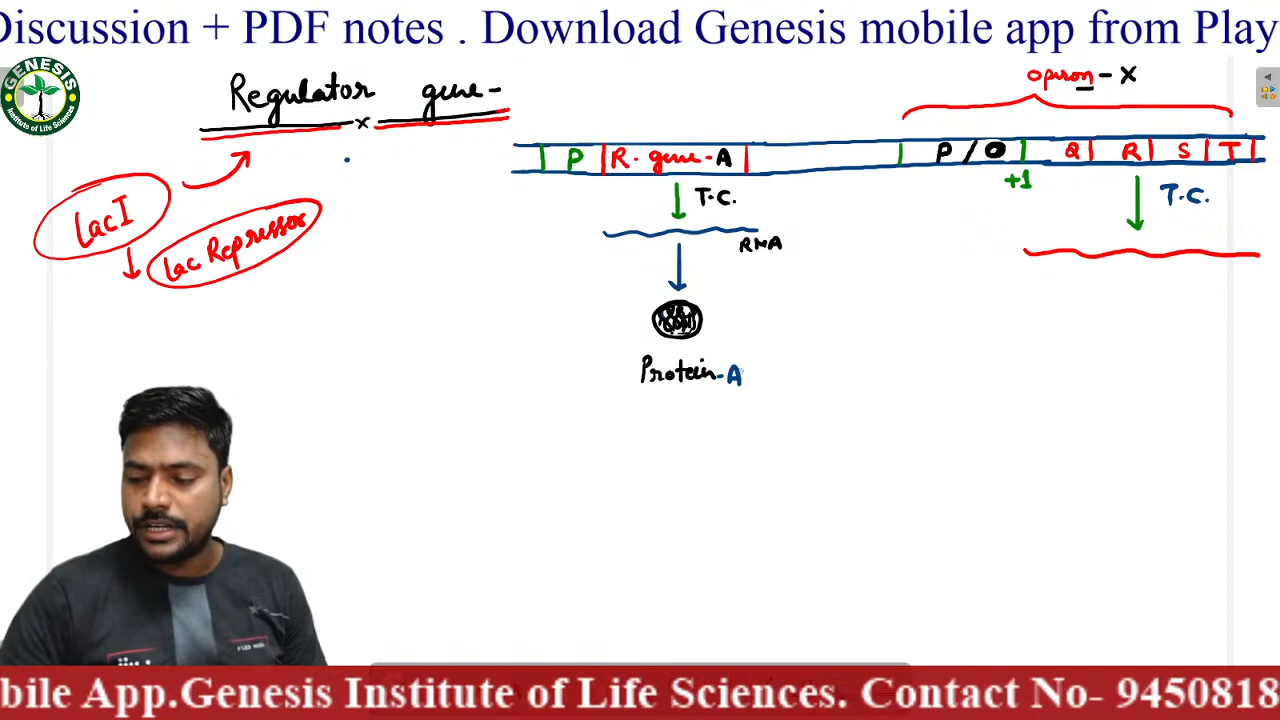 Discussion + PDF notes . Download Genesis mobile app from Play
GENESIS
Institute of Life Sciences
Regulator gene-
x
operon - X
P R. gene-A
P / O Q R S T
+1
T.C.
T.C.
LacI
Lac Repressor
RNA
Protein-A
bile App.Genesis Institute of Life Sciences. Contact No- 9450818